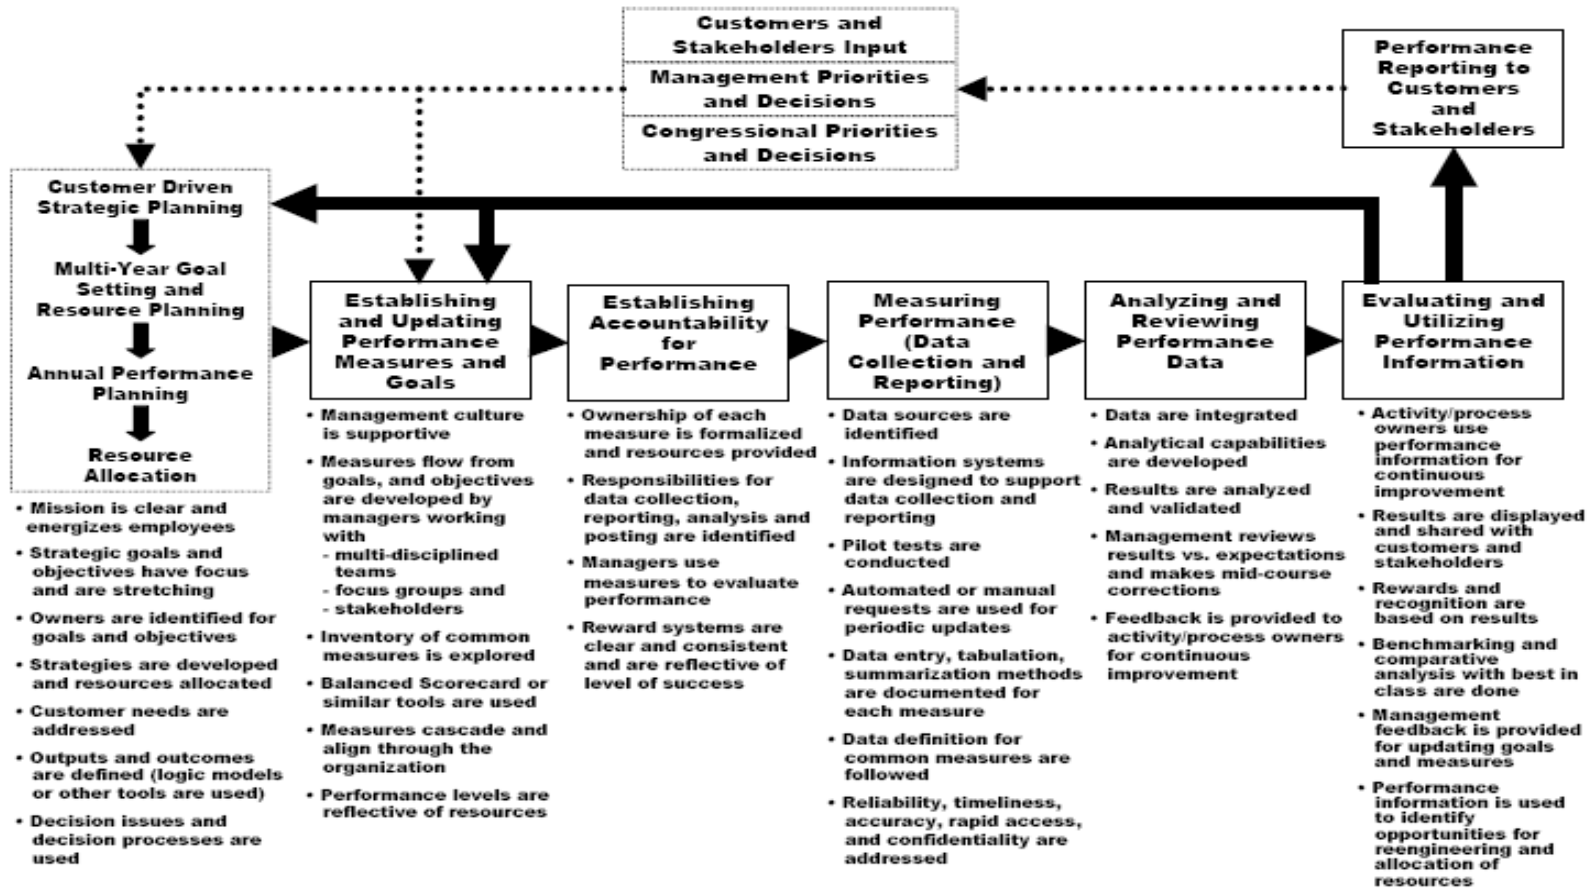 Customers and
Stakeholders Input
Management Priorities
and Decisions
Congressional Priorities
and Decisions
Performance
Reporting to
Customers
and
Stakeholders
Customer Driven
Strategic Planning
Multi-Year Goal
Setting and
Resource Planning
Annual Performance
Planning
Resource
Allocation
• Mission is clear and
energizes employees
• Strategic goals and
objectives have focus
and are stretching
• Owners are identified for
goals and objectives
• Strategies are developed
and resources allocated
• Customer needs are
addressed
• Outputs and outcomes
are defined (logic models
or other tools are used)
• Decision issues and
decision processes are
used
Establishing
and Updating
Performance
Measures and
Goals
• Management culture
is supportive
• Measures flow from
goals, and objectives
are developed by
managers working
with
- multi-disciplined
teams
- focus groups and
- stakeholders
• Inventory of common
measures is explored
• Balanced Scorecard or
similar tools are used
• Measures cascade and
align through the
organization
• Performance levels are
reflective of resources
Establishing
Accountability
for
Performance
• Ownership of each
measure is formalized
and resources provided
• Responsibilities for
data collection,
reporting, analysis and
posting are identified
• Managers use
measures to evaluate
performance
• Reward systems are
clear and consistent
and are reflective of
level of success
Measuring
Performance
(Data
Collection and
Reporting)
• Data sources are
identified
• Information systems
are designed to support
data collection and
reporting
• Pilot tests are
conducted
• Automated or manual
requests are used for
periodic updates
• Data entry, tabulation,
summarization methods
are documented for
each measure
• Data definition for
common measures are
followed
• Reliability, timeliness,
accuracy, rapid access,
and confidentiality are
addressed
Analyzing and
Reviewing
Performance
Data
• Data are integrated
• Analytical capabilities
are developed
• Results are analyzed
and validated
• Management reviews
results vs. expectations
and makes mid-course
corrections
• Feedback is provided to
activity/process owners
for continuous
improvement
Evaluating and
Utilizing
Performance
Information
• Activity/process
owners use
performance
information for
continuous
improvement
• Results are displayed
and shared with
customers and
stakeholders
• Rewards and
recognition are
based on results
• Benchmarking and
comparative
analysis with best in
class are done
• Management
feedback is provided
for updating goals
and measures
• Performance
information is used
to identify
opportunities for
reengineering and
allocation of
resources